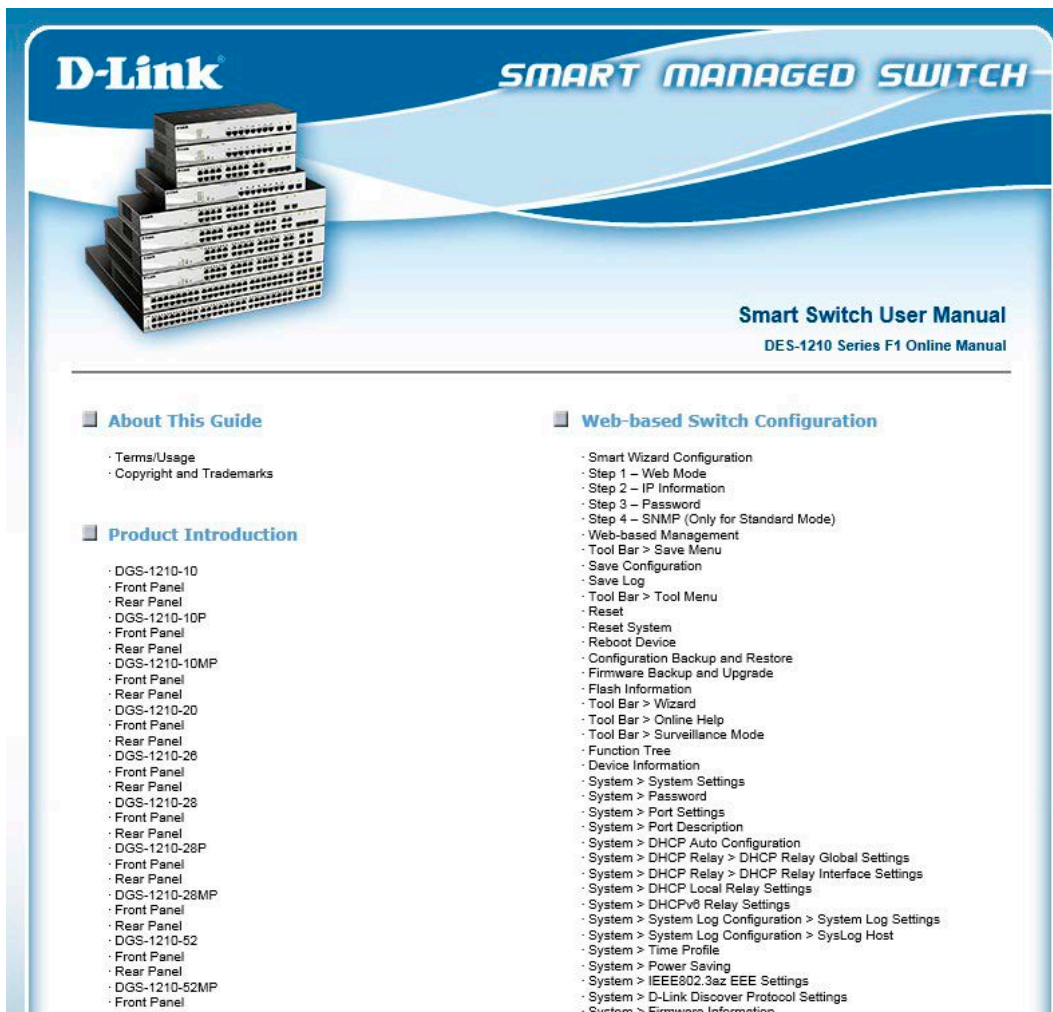 D-Link
SMART MANAGED SWITCH
Smart Switch User Manual
DES-1210 Series F1 Online Manual
About This Guide
· Terms/Usage
· Copyright and Trademarks
Product Introduction
· DGS-1210-10
· Front Panel
· Rear Panel
· DGS-1210-10P
· Front Panel
· Rear Panel
· DGS-1210-10MP
· Front Panel
· Rear Panel
· DGS-1210-20
· Front Panel
· Rear Panel
· DGS-1210-26
· Front Panel
· Rear Panel
· DGS-1210-28
· Front Panel
· Rear Panel
· DGS-1210-28P
· Front Panel
· Rear Panel
· DGS-1210-28MP
· Front Panel
· Rear Panel
· DGS-1210-52
· Front Panel
· Rear Panel
· DGS-1210-52MP
· Front Panel
Web-based Switch Configuration
· Smart Wizard Configuration
· Step 1 – Web Mode
· Step 2 – IP Information
· Step 3 – Password
· Step 4 – SNMP (Only for Standard Mode)
· Web-based Management
· Tool Bar > Save Menu
· Save Configuration
· Save Log
· Tool Bar > Tool Menu
· Reset
· Reset System
· Reboot Device
· Configuration Backup and Restore
· Firmware Backup and Upgrade
· Flash Information
· Tool Bar > Wizard
· Tool Bar > Online Help
· Tool Bar > Surveillance Mode
· Function Tree
· Device Information
· System > System Settings
· System > Password
· System > Port Settings
· System > Port Description
· System > DHCP Auto Configuration
· System > DHCP Relay > DHCP Relay Global Settings
· System > DHCP Relay > DHCP Relay Interface Settings
· System > DHCP Local Relay Settings
· System > DHCPv6 Relay Settings
· System > System Log Configuration > System Log Settings
· System > System Log Configuration > SysLog Host
· System > Time Profile
· System > Power Saving
· System > IEEE802.3az EEE Settings
· System > D-Link Discover Protocol Settings
· System > Firmware Information